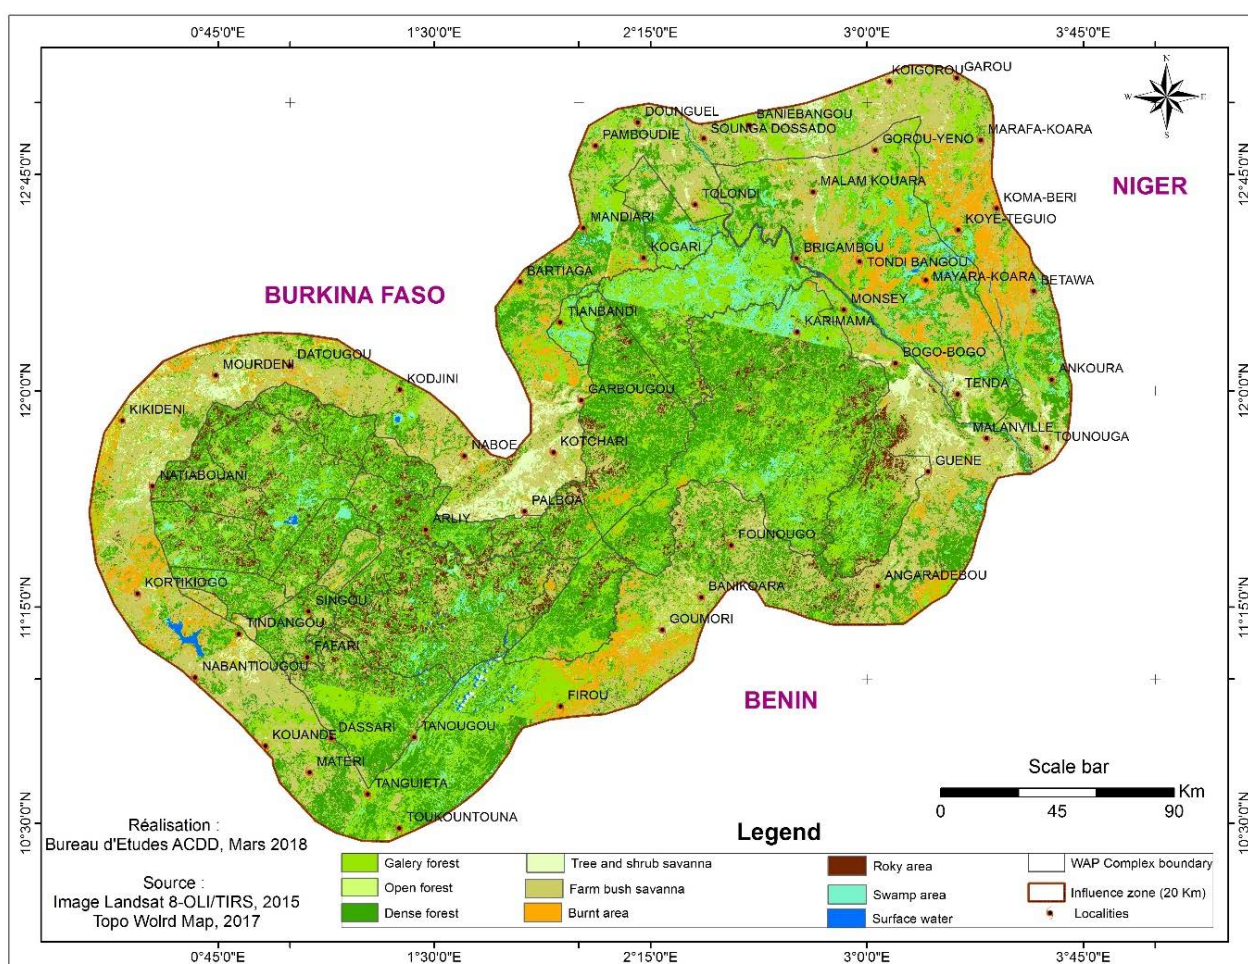 0°45'0"E 1°30'0"E 2°15'0"E 3°0'0"E 3°45'0"E
N
W E
S
KOIGOROU GAROU
DOUNGUEL BANIEBANGOU
PAMBOUDIE SOUNGA DOSSADO
GOROU-YENO MARAFA-KOARA
12°45'0"N 12°45'0"N
NIGER
TOLONDI MALAM KOUARA
KOMA-BERI
MANDIARI KOYE-TEGUIO
KOGARI BRIGAMBOU TONDI BANGOU
BARTIAGA MAYARA-KOARA BETAWA
BURKINA FASO
TIANBANDI MONSEY
KARIMAMA
BOGO-BOGO
MOURDENI DATOUGOU
KODJINI TENDA ANKOURA
12°0'0"N 12°0'0"N
GARBOUGOU
KIKIDENI
NABOE KOTCHARI MALANVILLE TOUNOUGA
GUENE
NATIABOUANI
PALBOA
ARLIY
FOUNOUGO
ANGARADEBOU
KORTIKIOGO BANIKOARA
SINGOU
11°15'0"N 11°15'0"N
TINDANGOU GOUMORI
FAFARI
NABANTIOUGOU
BENIN
FIROU
KOUANDE DASSARI TANOUGOU
MATERI
TANGUIETA
TOUKOUNTOUNA
Scale bar
Km
0 45 90
10°30'0"N 10°30'0"N
Réalisation :
Bureau d'Etudes ACDD, Mars 2018
Source :
Image Landsat 8-OLI/TIRS, 2015
Topo Wolrd Map, 2017
Legend
Galery forest Tree and shrub savanna Roky area WAP Complex boundary
Open forest Farm bush savanna Swamp area Influence zone (20 Km)
Dense forest Burnt area Surface water Localities
0°45'0"E 1°30'0"E 2°15'0"E 3°0'0"E 3°45'0"E